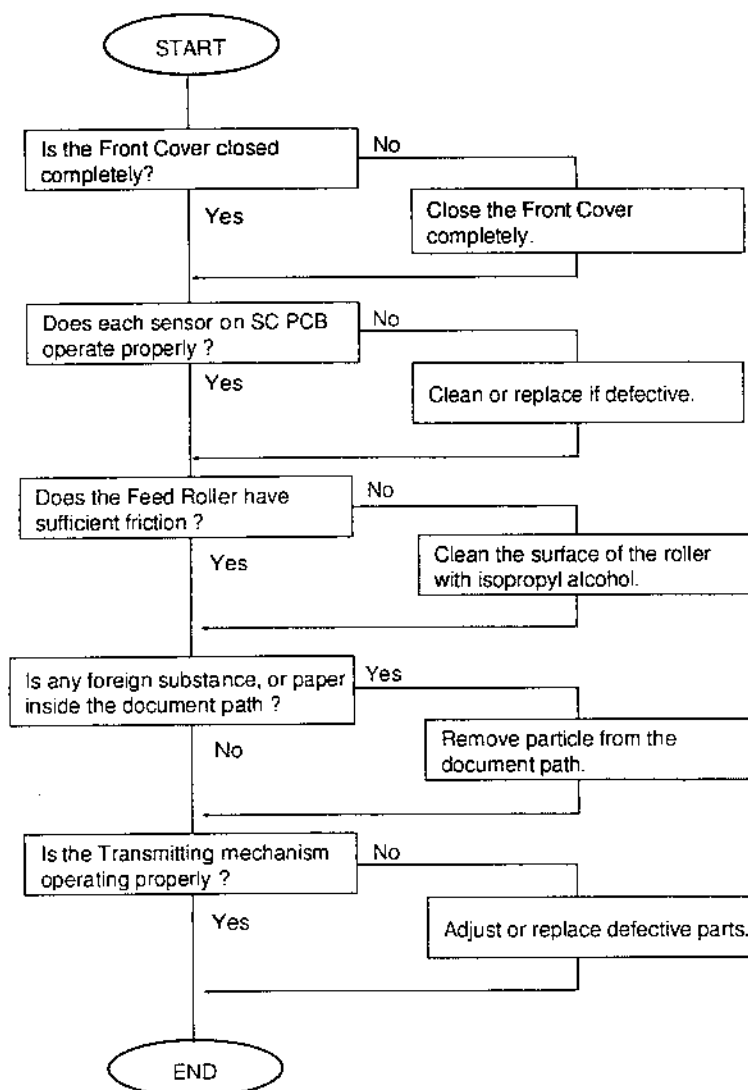 START
Is the Front Cover closed
completely?
No
Yes
Close the Front Cover
completely.
Does each sensor on SC PCB
operate properly ?
No
Yes
Clean or replace if defective.
Does the Feed Roller have
sufficient friction ?
No
Yes
Clean the surface of the roller
with isopropyl alcohol.
Is any foreign substance, or paper
inside the document path ?
Yes
No
Remove particle from the
document path.
Is the Transmitting mechanism
operating properly ?
No
Yes
Adjust or replace defective parts.
END